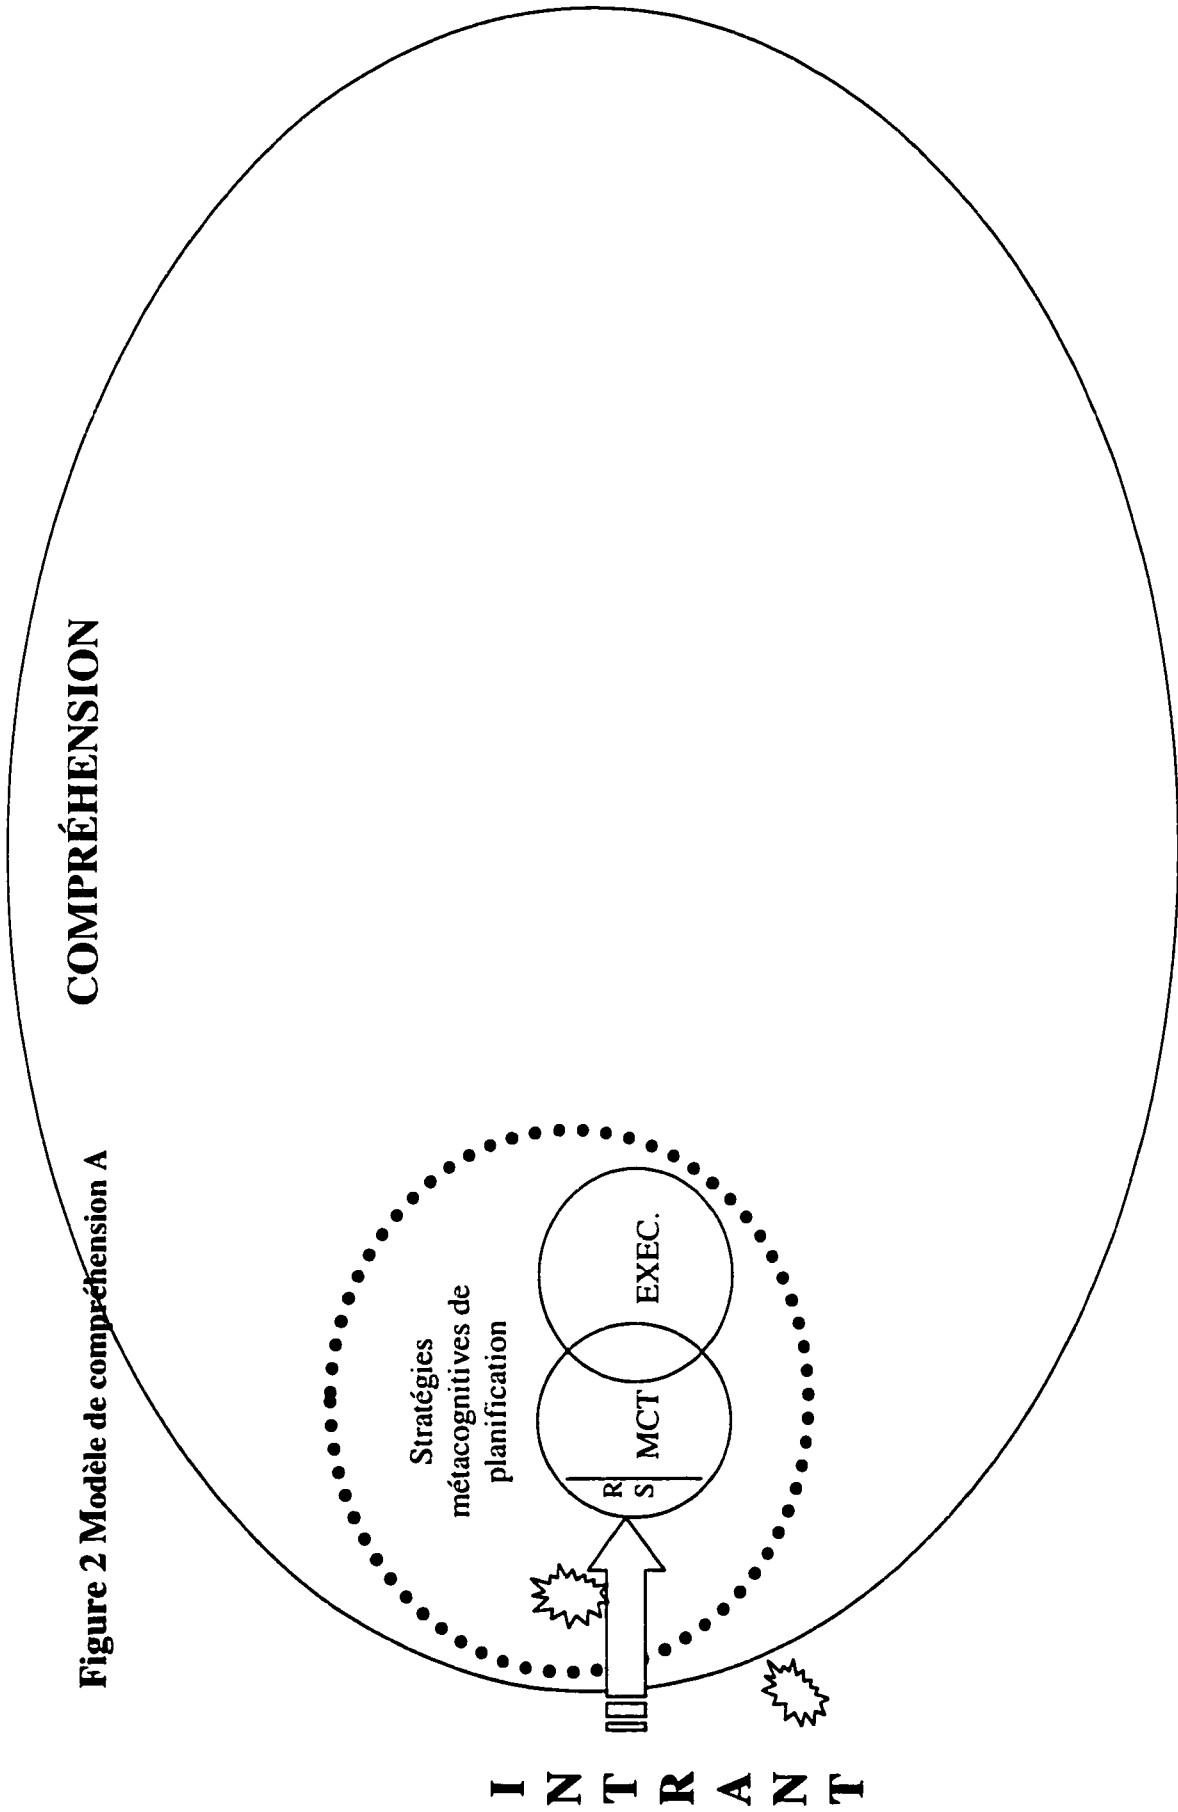 Figure 2 Modèle de compréhension A
COMPRÉHENSION
Stratégies
métacognitives de
planification
R
S
MCT
EXEC.
I
N
T
R
A
N
T